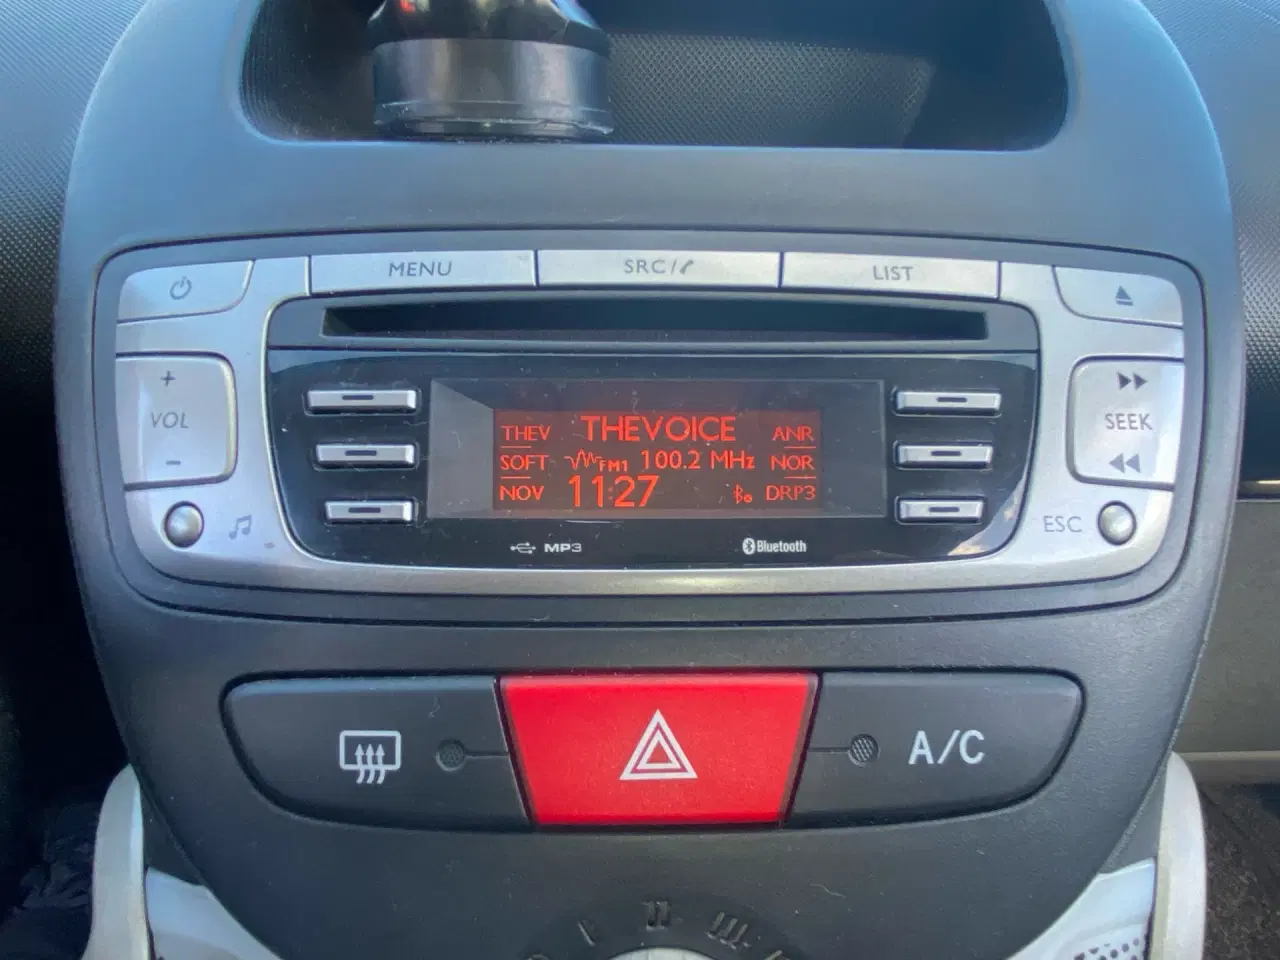 MENU
SRC/
LIST
+
VOL
−
SEEK
THEV THEVOICE ANR
SOFT FM1 100.2 MHz NOR
NOV 11:27 DRP3
ESC
MP3
Bluetooth
A/C